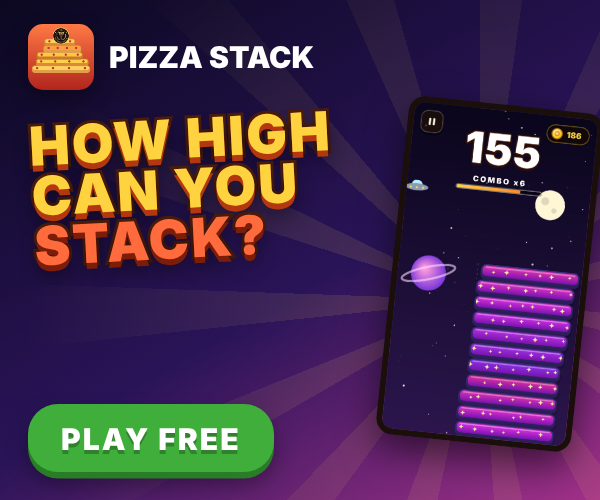 PIZZA STACK
HOW HIGH
CAN YOU
STACK?
186
155
COMBO x6
PLAY FREE